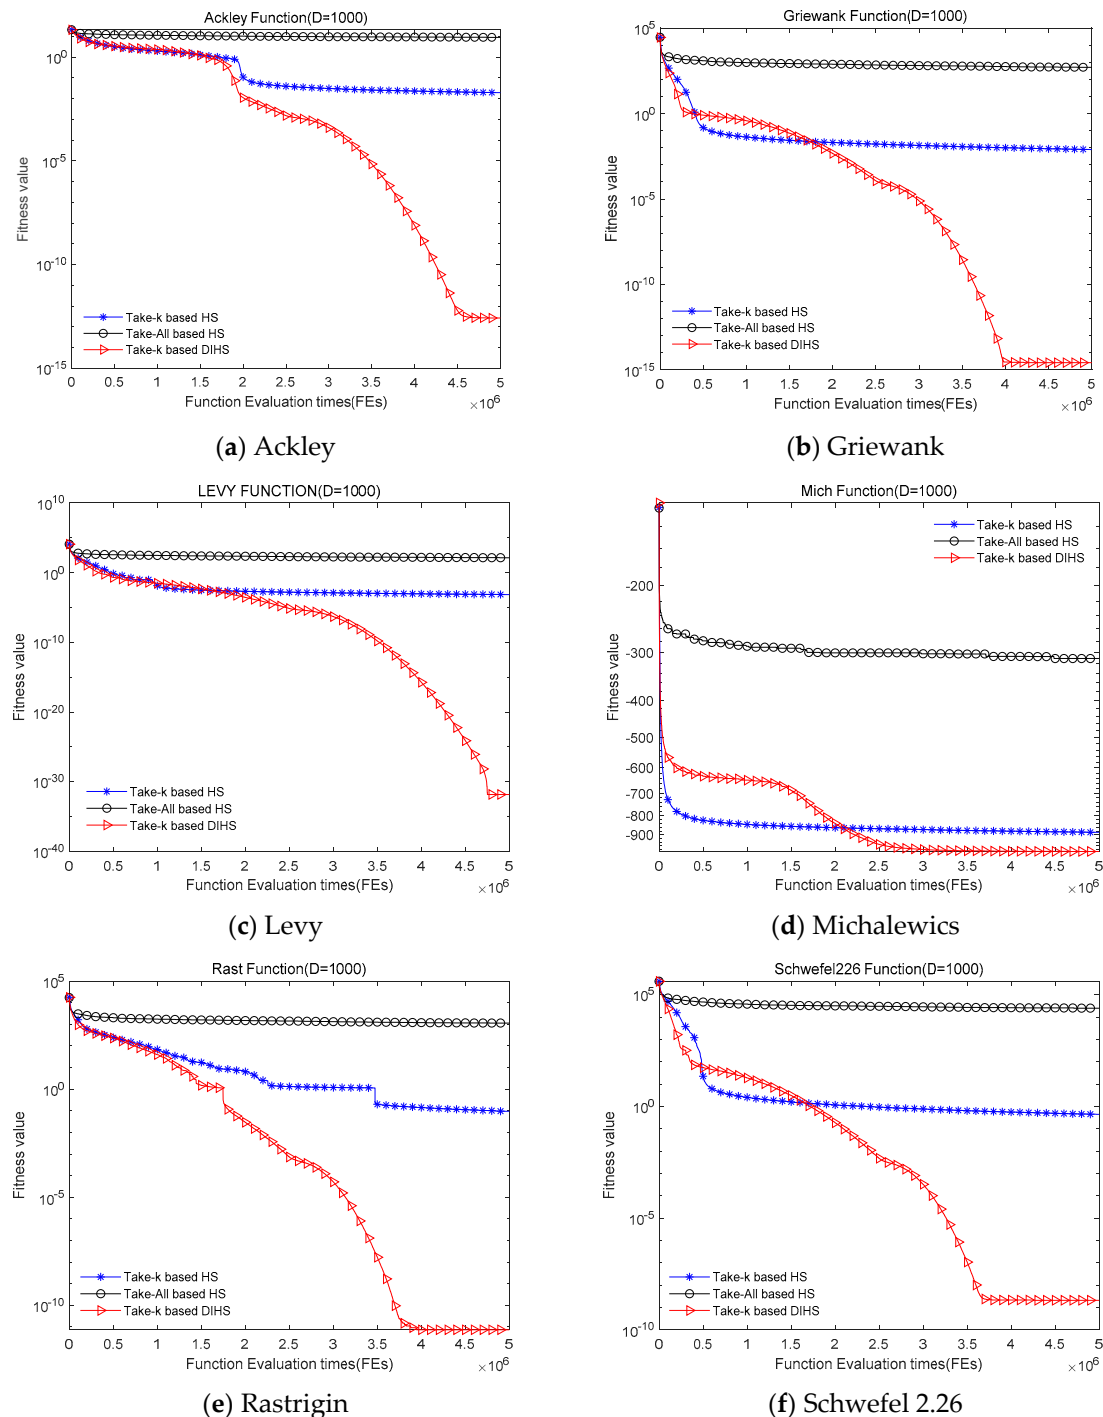 Ackley Function(D=1000)
10^0
10^-5
10^-10
10^-15
Fitness value
Take-k based HS
Take-All based HS
Take-k based DIHS
0 0.5 1 1.5 2 2.5 3 3.5 4 4.5 5
Function Evaluation times(FEs)
×10^6
(a) Ackley
Griewank Function(D=1000)
10^5
10^0
10^-5
10^-10
10^-15
Fitness value
Take-k based HS
Take-All based HS
Take-k based DIHS
0 0.5 1 1.5 2 2.5 3 3.5 4 4.5 5
Function Evaluation times(FEs)
×10^6
(b) Griewank
LEVY FUNCTION(D=1000)
10^10
10^0
10^-10
10^-20
10^-30
10^-40
Fitness value
Take-k based HS
Take-All based HS
Take-k based DIHS
0 0.5 1 1.5 2 2.5 3 3.5 4 4.5 5
Function Evaluation times(FEs)
×10^6
(c) Levy
Mich Function(D=1000)
Take-k based HS
Take-All based HS
Take-k based DIHS
-200
-300
-400
-500
-600
-700
-800
-900
Fitness value
0 0.5 1 1.5 2 2.5 3 3.5 4 4.5 5
Function Evaluation times(FEs)
×10^6
(d) Michalewics
Rast Function(D=1000)
10^5
10^0
10^-5
10^-10
Fitness value
Take-k based HS
Take-All based HS
Take-k based DIHS
0 0.5 1 1.5 2 2.5 3 3.5 4 4.5 5
Function Evaluation times(FEs)
×10^6
(e) Rastrigin
Schwefel226 Function(D=1000)
10^5
10^0
10^-5
10^-10
Fitness value
Take-k based HS
Take-All based HS
Take-k based DIHS
0 0.5 1 1.5 2 2.5 3 3.5 4 4.5 5
Function Evaluation times(FEs)
×10^6
(f) Schwefel 2.26